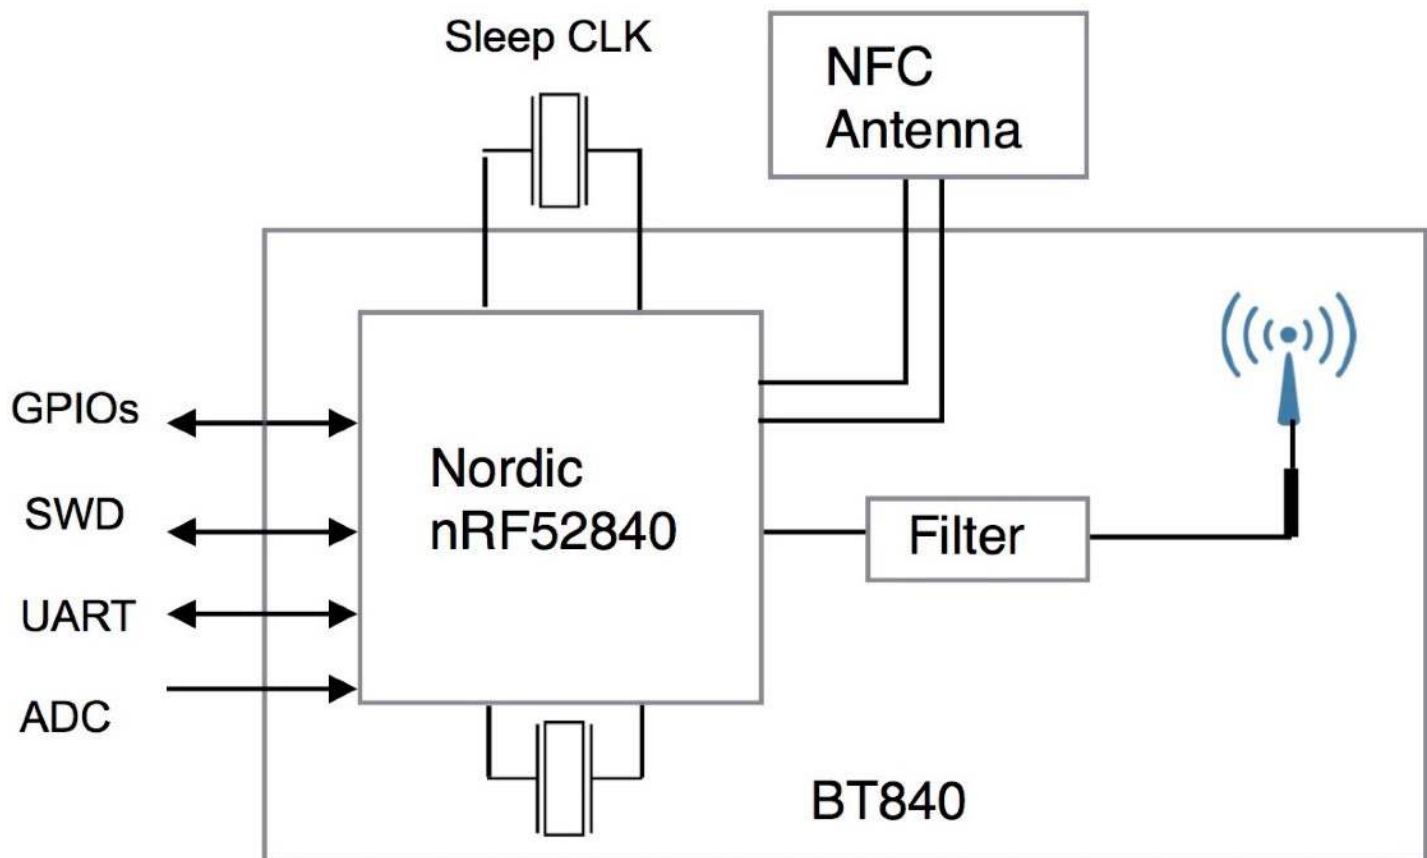 Sleep CLK
NFC
Antenna
GPIOs
SWD
UART
ADC
Nordic
nRF52840
Filter
BT840